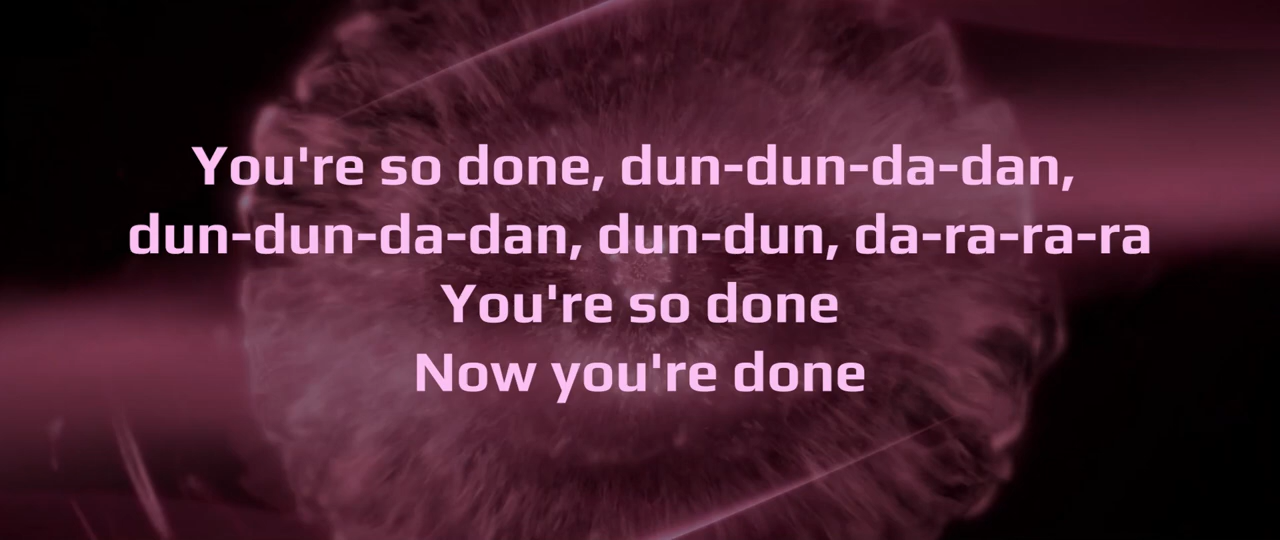 You're so done, dun-dun-da-dan,
dun-dun-da-dan, dun-dun, da-ra-ra-ra
You're so done
Now you're done